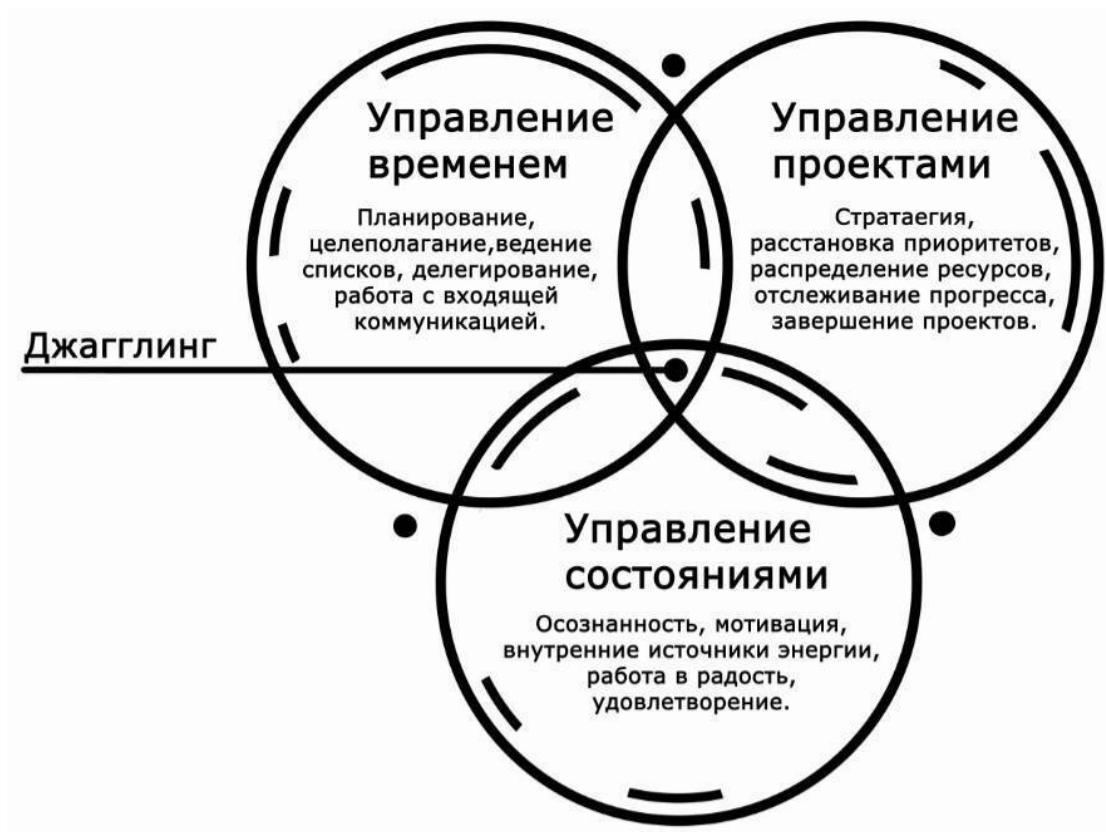 Управление
временем
Планирование,
целеполагание,ведение
списков, делегирование,
работа с входящей
коммуникацией.
Управление
проектами
Стратаегия,
расстановка приоритетов,
распределение ресурсов,
отслеживание прогресса,
завершение проектов.
Джагглинг
Управление
состояниями
Осознанность, мотивация,
внутренние источники энергии,
работа в радость,
удовлетворение.